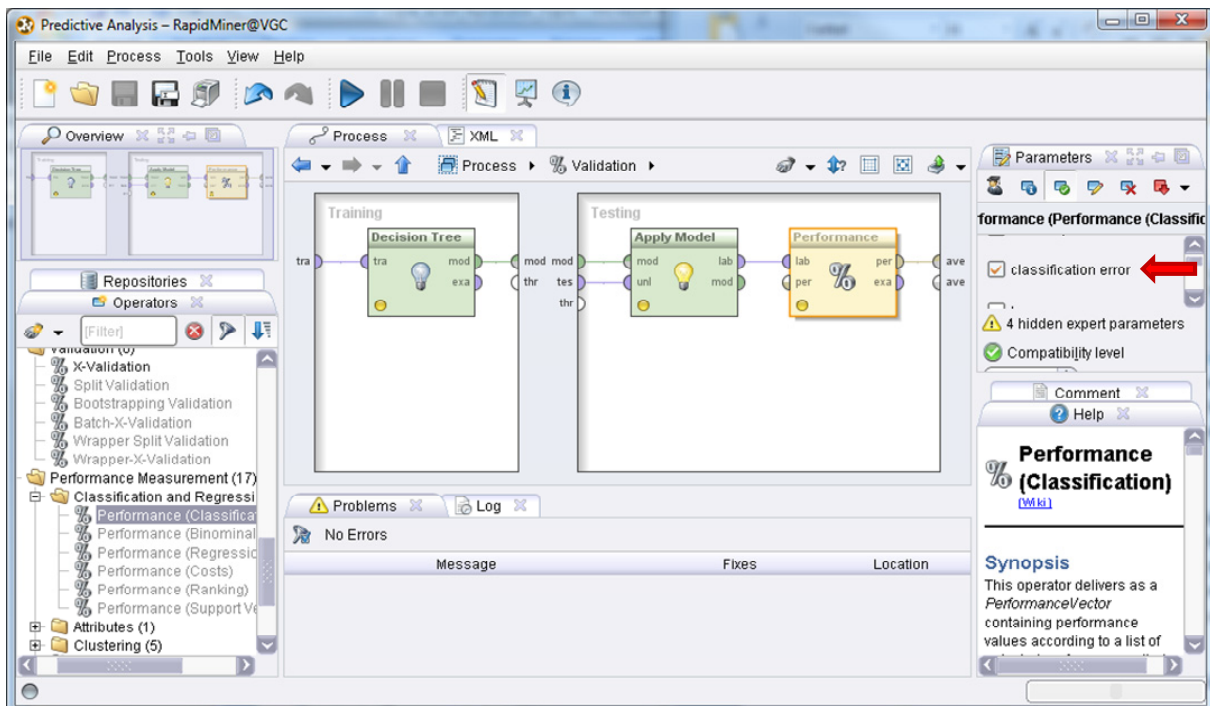 Predictive Analysis – RapidMiner@VGC
File Edit Process Tools View Help
Overview
Process
XML
Process
Validation
Parameters
formance (Performance (Classific
classification error
4 hidden expert parameters
Compatibility level
Training
Decision Tree
tra
tra
mod
exa
mod
thr
Testing
Apply Model
mod
tes
thr
mod
unl
lab
mod
Performance
lab
per
per
exa
ave
ave
Repositories
Operators
[Filter]
Validation (6)
X-Validation
Split Validation
Bootstrapping Validation
Batch-X-Validation
Wrapper Split Validation
Wrapper-X-Validation
Performance Measurement (17)
Classification and Regressi
Performance (Classifica
Performance (Binominal
Performance (Regressic
Performance (Costs)
Performance (Ranking)
Performance (Support Ve
Attributes (1)
Clustering (5)
Problems
Log
No Errors
Message Fixes Location
Comment
Help
Performance
(Classification)
(Wiki)
Synopsis
This operator delivers as a
PerformanceVector
containing performance
values according to a list of